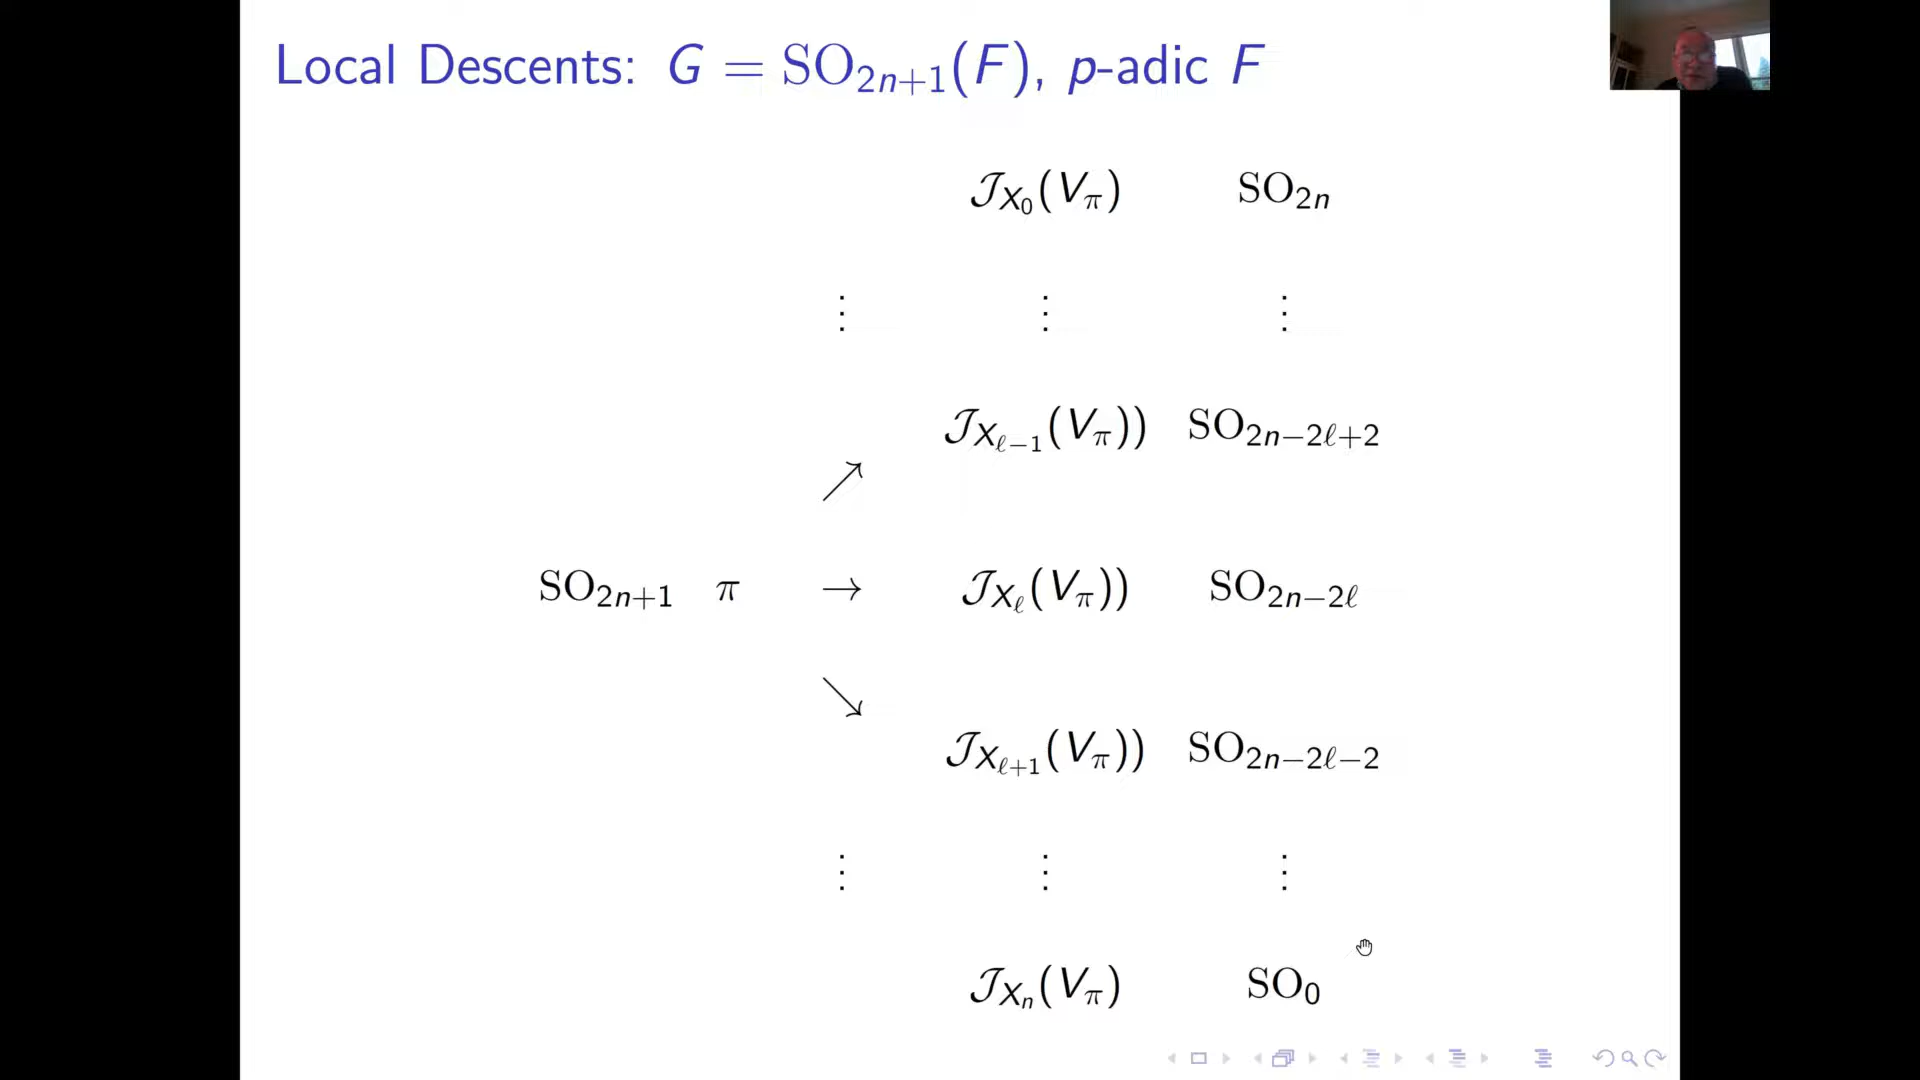 Local Descents: G = SO_{2n+1}(F), p-adic F
𝒥_{X_0}(V_π) SO_{2n}
⋮ ⋮ ⋮
𝒥_{X_{ℓ−1}}(V_π)) SO_{2n−2ℓ+2}
↗
SO_{2n+1} π → 𝒥_{X_ℓ}(V_π)) SO_{2n−2ℓ}
↘
𝒥_{X_{ℓ+1}}(V_π)) SO_{2n−2ℓ−2}
⋮ ⋮ ⋮
𝒥_{X_n}(V_π) SO_0